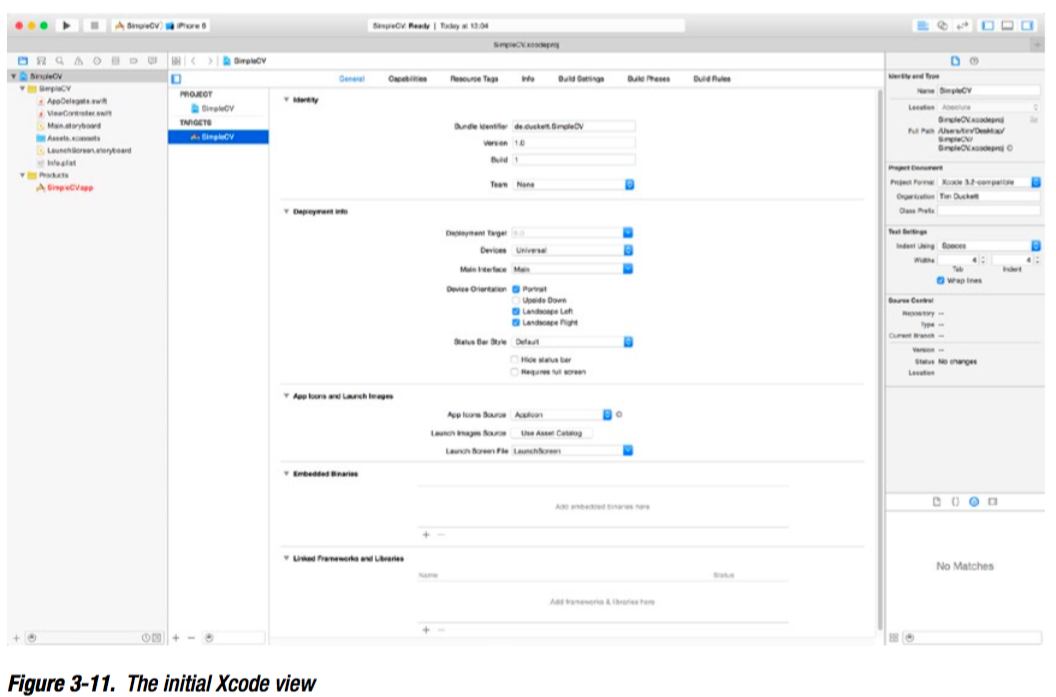 SimpleCV iPhone 6
SimpleCV: Ready | Today at 13:04
SimpleCV.xcodeproj
SimpleCV
SimpleCV
SimpleCV
AppDelegate.swift
ViewController.swift
Main.storyboard
Assets.xcassets
LaunchScreen.storyboard
Info.plist
Products
SimpleCV.app
PROJECT
SimpleCV
TARGETS
SimpleCV
General Capabilities Resource Tags Info Build Settings Build Phases Build Rules
Identity
Bundle Identifier de.duckett.SimpleCV
Version 1.0
Build 1
Team None
Deployment Info
Deployment Target
Devices Universal
Main Interface Main
Device Orientation Portrait
Upside Down
Landscape Left
Landscape Right
Status Bar Style Default
Hide status bar
Requires full screen
App Icons and Launch Images
App Icons Source AppIcon
Launch Images Source Use Asset Catalog
Launch Screen File LaunchScreen
Embedded Binaries
Add embedded binaries here
Linked Frameworks and Libraries
Name Status
Add frameworks & libraries here
Identity and Type
Name SimpleCV
Location Absolute
SimpleCV.xcodeproj
Full Path /Users/tim/Desktop/
SimpleCV/
SimpleCV.xcodeproj
Project Document
Project Format Xcode 3.2-compatible
Organization Tim Duckett
Class Prefix
Text Settings
Indent Using Spaces
Widths 4 4
Tab Indent
Wrap lines
Source Control
Repository --
Type --
Current Branch --
Version --
Status No changes
Location
No Matches
Figure 3-11. The initial Xcode view